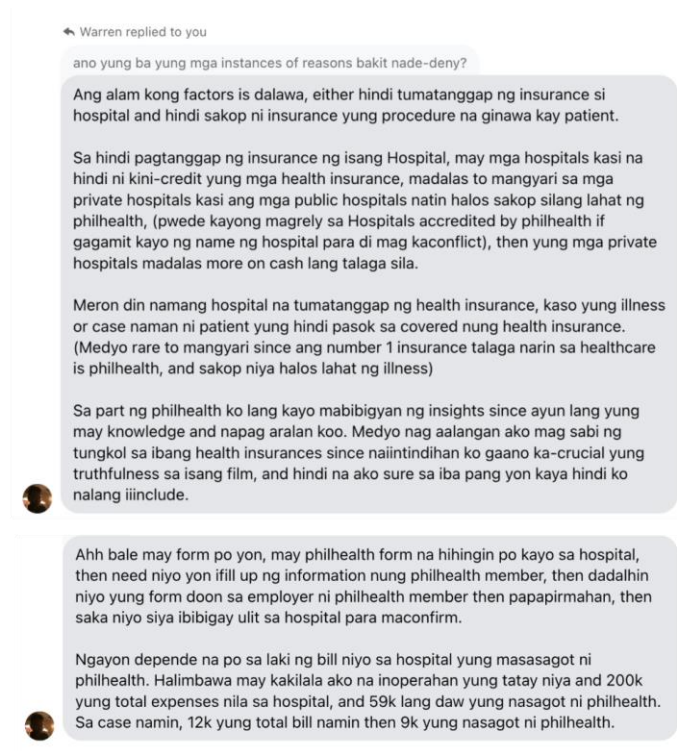 Warren replied to you
ano yung ba yung mga instances of reasons bakit nade-deny?
Ang alam kong factors is dalawa, either hindi tumatanggap ng insurance si
hospital and hindi sakop ni insurance yung procedure na ginawa kay patient.
Sa hindi pagtanggap ng insurance ng isang Hospital, may mga hospitals kasi na
hindi ni kini-credit yung mga health insurance, madalas to mangyari sa mga
private hospitals kasi ang mga public hospitals natin halos sakop silang lahat ng
philhealth, (pwede kayong magrely sa Hospitals accredited by philhealth if
gagamit kayo ng name ng hospital para di mag kaconflict), then yung mga private
hospitals madalas more on cash lang talaga sila.
Meron din namang hospital na tumatanggap ng health insurance, kaso yung illness
or case naman ni patient yung hindi pasok sa covered nung health insurance.
(Medyo rare to mangyari since ang number 1 insurance talaga narin sa healthcare
is philhealth, and sakop niya halos lahat ng illness)
Sa part ng philhealth ko lang kayo mabibigyan ng insights since ayun lang yung
may knowledge and napag aralan koo. Medyo nag aalangan ako mag sabi ng
tungkol sa ibang health insurances since naiintindihan ko gaano ka-crucial yung
truthfulness sa isang film, and hindi na ako sure sa iba pang yon kaya hindi ko
nalang iiinclude.
Ahh bale may form po yon, may philhealth form na hihingin po kayo sa hospital,
then need niyo yon ifill up ng information nung philhealth member, then dadalhin
niyo yung form doon sa employer ni philhealth member then papapirmahan, then
saka niyo siya ibibigay ulit sa hospital para maconfirm.
Ngayon depende na po sa laki ng bill niyo sa hospital yung masasagot ni
philhealth. Halimbawa may kakilala ako na inoperahan yung tatay niya and 200k
yung total expenses nila sa hospital, and 59k lang daw yung nasagot ni philhealth.
Sa case namin, 12k yung total bill namin then 9k yung nasagot ni philhealth.